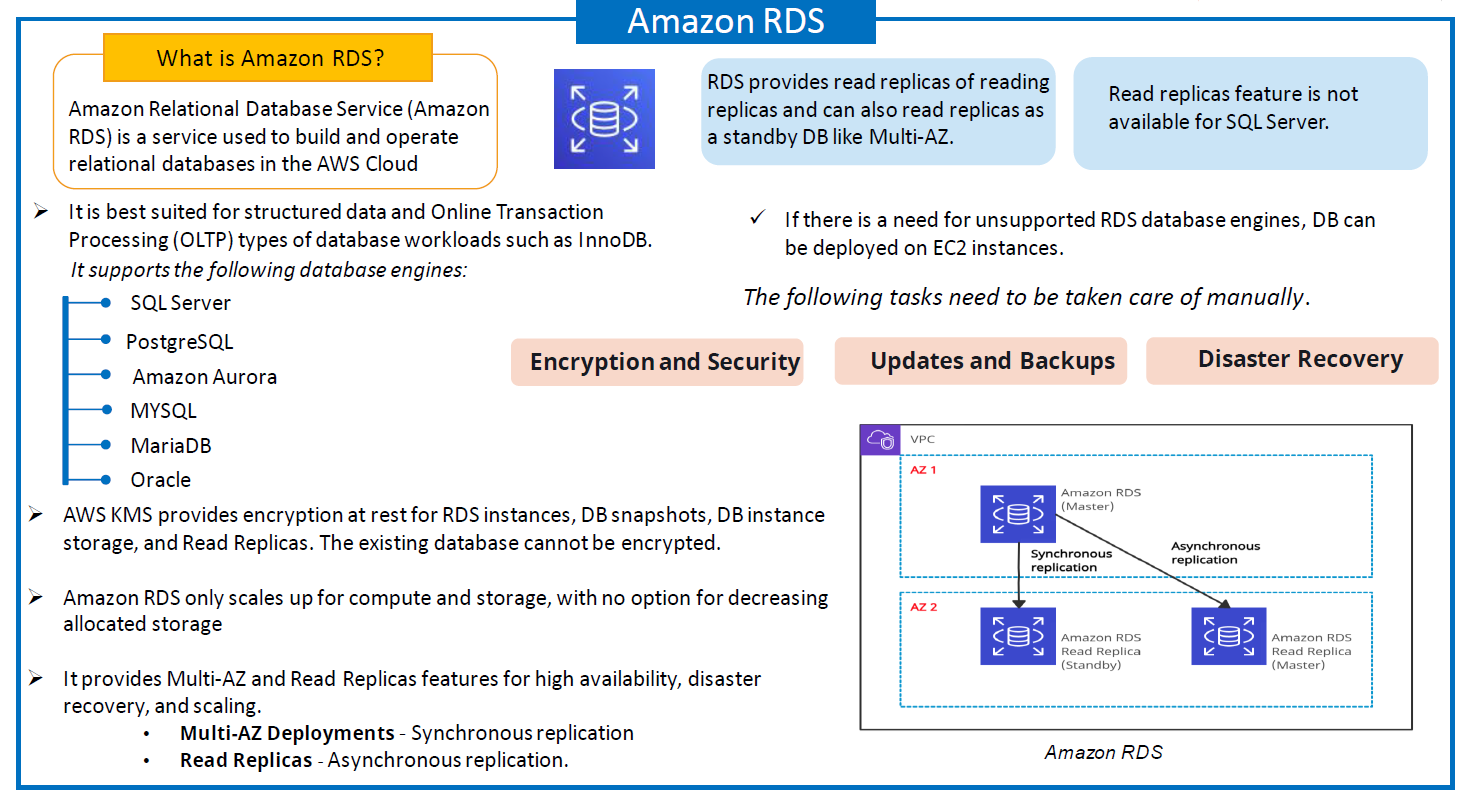 Amazon RDS
What is Amazon RDS?
Amazon Relational Database Service (Amazon
RDS) is a service used to build and operate
relational databases in the AWS Cloud
RDS provides read replicas of reading
replicas and can also read replicas as
a standby DB like Multi-AZ.
Read replicas feature is not
available for SQL Server.
➢ It is best suited for structured data and Online Transaction
Processing (OLTP) types of database workloads such as InnoDB.
It supports the following database engines:
SQL Server
PostgreSQL
Amazon Aurora
MYSQL
MariaDB
Oracle
➢ AWS KMS provides encryption at rest for RDS instances, DB snapshots, DB instance
storage, and Read Replicas. The existing database cannot be encrypted.
➢ Amazon RDS only scales up for compute and storage, with no option for decreasing
allocated storage
➢ It provides Multi-AZ and Read Replicas features for high availability, disaster
recovery, and scaling.
• Multi-AZ Deployments - Synchronous replication
• Read Replicas - Asynchronous replication.
✓ If there is a need for unsupported RDS database engines, DB can
be deployed on EC2 instances.
The following tasks need to be taken care of manually.
Encryption and Security
Updates and Backups
Disaster Recovery
VPC
AZ 1
Amazon RDS
(Master)
Synchronous
replication
Asynchronous
replication
AZ 2
Amazon RDS
Read Replica
(Standby)
Amazon RDS
Read Replica
(Master)
Amazon RDS